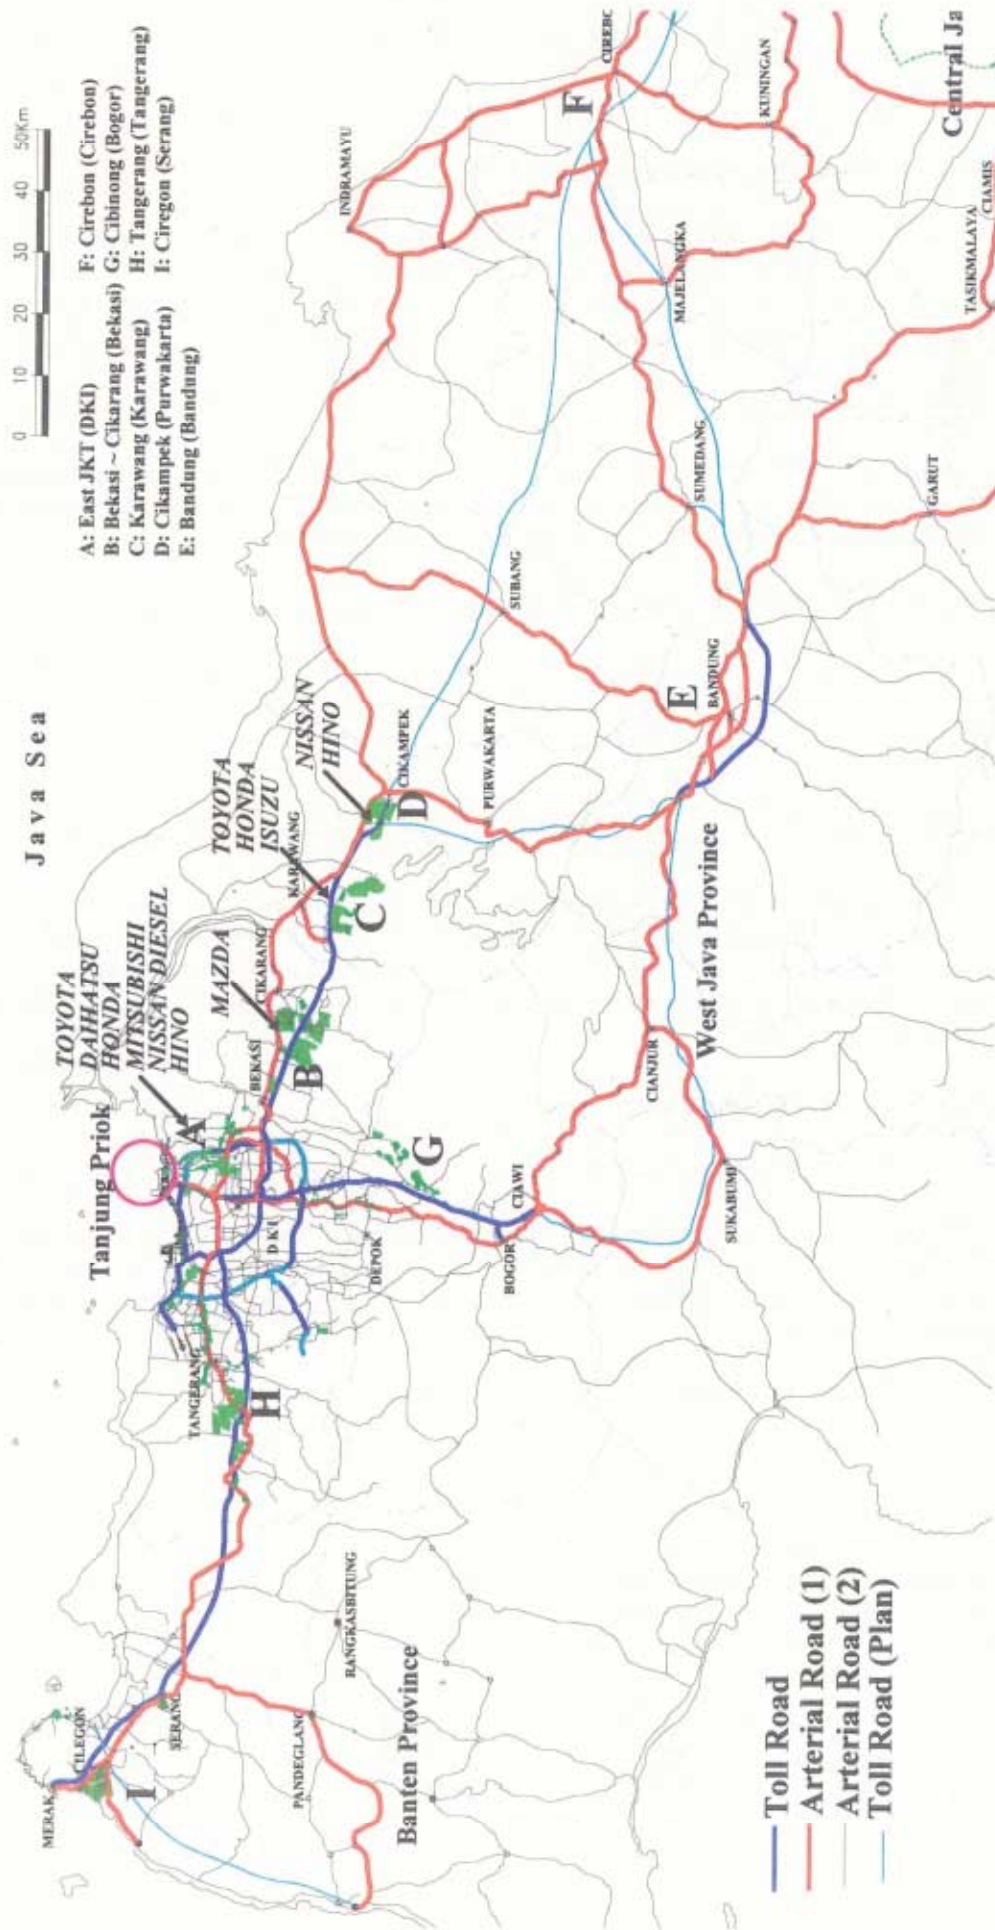 Java Sea
0 10 20 30 40 50Km
A: East JKT (DKI)
B: Bekasi ~ Cikarang (Bekasi)
C: Karawang (Karawang)
D: Cikampek (Purwakarta)
E: Bandung (Bandung)
F: Cirebon (Cirebon)
G: Cibinong (Bogor)
H: Tangerang (Tangerang)
I: Ciregon (Serang)
Tanjung Priok
TOYOTA
DAIHATSU
HONDA
MITSUBISHI
NISSAN DIESEL
HINO
MAZDA
TOYOTA
HONDA
ISUZU
NISSAN
HINO
MERAK
CILEGON
I
SERANG
PANDEGLANG
RANGKASBITUNG
Banten Province
TANGERANG
H
A
DKI
DEPOK
G
BOGOR
CIAWI
SUKABUMI
CIANJUR
BEKASI
B
CIKARANG
KARAWANG
C
CIKAMPEK
D
PURWAKARTA
West Java Province
SUBANG
E
BANDUNG
SUMEDANG
GARUT
INDRAMAYU
F
CIREBO
MAJELANGKA
KUNINGAN
TASIKMALAYA
CIAMIS
Central Ja
Toll Road
Arterial Road (1)
Arterial Road (2)
Toll Road (Plan)